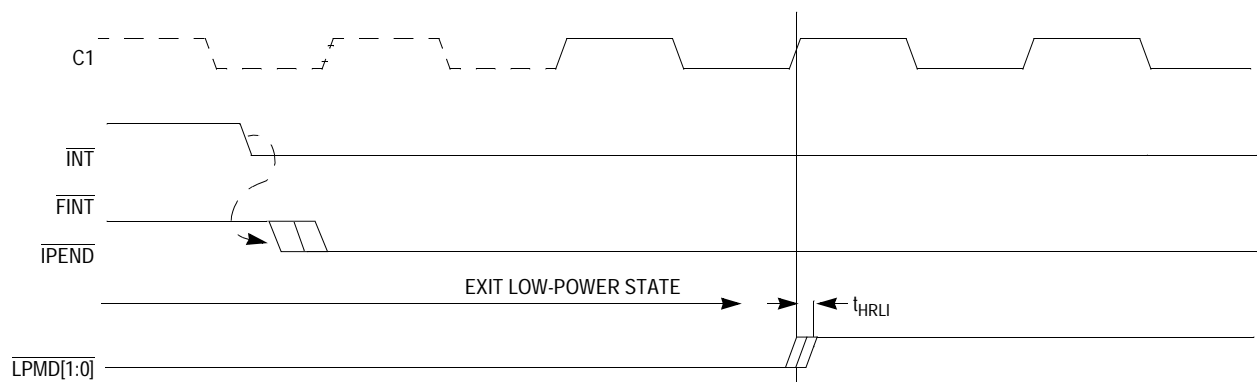 C1
INT
FINT
IPEND
EXIT LOW-POWER STATE
tHRLI
LPMD[1:0]